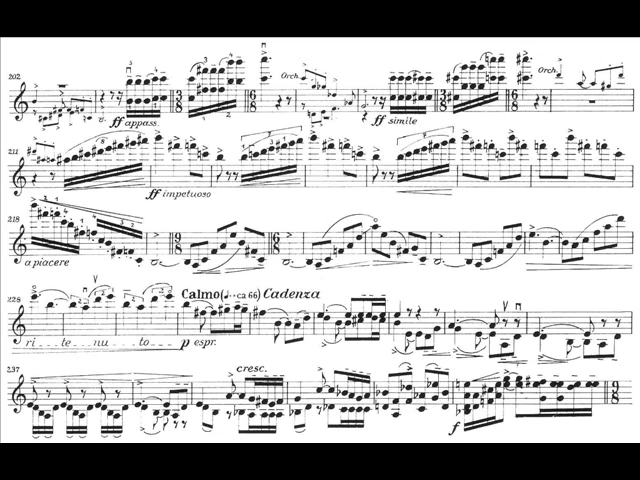 202 Orch. Orch.
ff appass. ff simile
211
ff impetuoso
218
a piacere
228 Calmo(♩.=ca 66) Cadenza
ri te nu to p espr.
237 cresc.
f